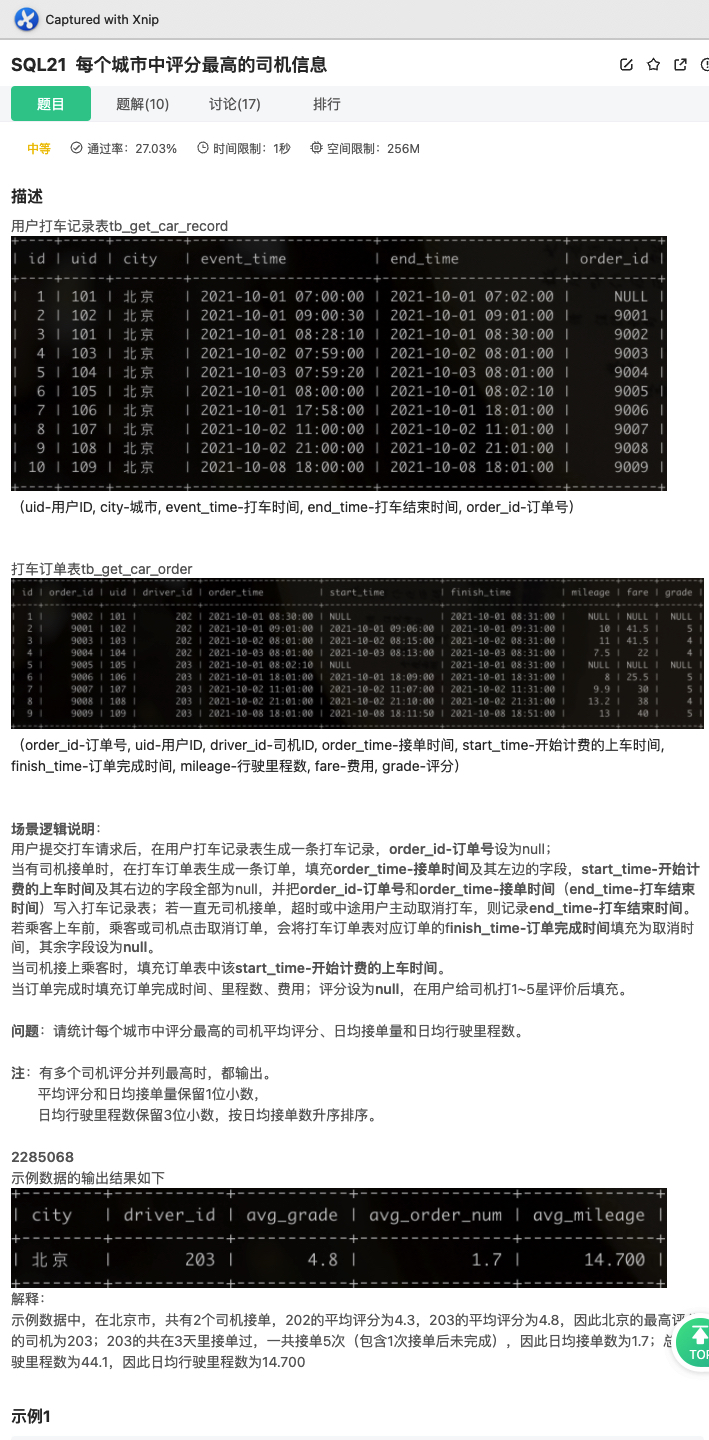 Captured with Xnip
SQL21 每个城市中评分最高的司机信息
题目 题解(10) 讨论(17) 排行
中等 通过率：27.03% 时间限制：1秒 空间限制：256M
描述
用户打车记录表tb_get_car_record
| id | uid | city | event_time | end_time | order_id |
| 1 | 101 | 北京 | 2021-10-01 07:00:00 | 2021-10-01 07:02:00 | NULL |
| 2 | 102 | 北京 | 2021-10-01 09:00:30 | 2021-10-01 09:01:00 | 9001 |
| 3 | 101 | 北京 | 2021-10-01 08:28:10 | 2021-10-01 08:30:00 | 9002 |
| 4 | 103 | 北京 | 2021-10-02 07:59:00 | 2021-10-02 08:01:00 | 9003 |
| 5 | 104 | 北京 | 2021-10-03 07:59:20 | 2021-10-03 08:01:00 | 9004 |
| 6 | 105 | 北京 | 2021-10-01 08:00:00 | 2021-10-01 08:02:10 | 9005 |
| 7 | 106 | 北京 | 2021-10-01 17:58:00 | 2021-10-01 18:01:00 | 9006 |
| 8 | 107 | 北京 | 2021-10-02 11:00:00 | 2021-10-02 11:01:00 | 9007 |
| 9 | 108 | 北京 | 2021-10-02 21:00:00 | 2021-10-02 21:01:00 | 9008 |
| 10 | 109 | 北京 | 2021-10-08 18:00:00 | 2021-10-08 18:01:00 | 9009 |
（uid-用户ID, city-城市, event_time-打车时间, end_time-打车结束时间, order_id-订单号）
打车订单表tb_get_car_order
| id | order_id | uid | driver_id | order_time | start_time | finish_time | mileage | fare | grade |
| 1 | 9002 | 101 | 202 | 2021-10-01 08:30:00 | NULL | 2021-10-01 08:31:00 | NULL | NULL | NULL |
| 2 | 9001 | 102 | 202 | 2021-10-01 09:01:00 | 2021-10-01 09:06:00 | 2021-10-01 09:31:00 | 10 | 41.5 | 5 |
| 3 | 9003 | 103 | 202 | 2021-10-02 08:01:00 | 2021-10-02 08:15:00 | 2021-10-02 08:31:00 | 11 | 41.5 | 4 |
| 4 | 9004 | 104 | 202 | 2021-10-03 08:01:00 | 2021-10-03 08:13:00 | 2021-10-03 08:31:00 | 7.5 | 22 | 4 |
| 5 | 9005 | 105 | 203 | 2021-10-01 08:02:10 | NULL | 2021-10-01 08:31:00 | NULL | NULL | NULL |
| 6 | 9006 | 106 | 203 | 2021-10-01 18:01:00 | 2021-10-01 18:09:00 | 2021-10-01 18:31:00 | 8 | 25.5 | 5 |
| 7 | 9007 | 107 | 203 | 2021-10-02 11:01:00 | 2021-10-02 11:07:00 | 2021-10-02 11:31:00 | 9.9 | 30 | 5 |
| 8 | 9008 | 108 | 203 | 2021-10-02 21:01:00 | 2021-10-02 21:10:00 | 2021-10-02 21:31:00 | 13.2 | 38 | 4 |
| 9 | 9009 | 109 | 203 | 2021-10-08 18:01:00 | 2021-10-08 18:11:50 | 2021-10-08 18:51:00 | 13 | 40 | 5 |
（order_id-订单号, uid-用户ID, driver_id-司机ID, order_time-接单时间, start_time-开始计费的上车时间,
finish_time-订单完成时间, mileage-行驶里程数, fare-费用, grade-评分）
场景逻辑说明：
用户提交打车请求后，在用户打车记录表生成一条打车记录，order_id-订单号设为null；
当有司机接单时，在打车订单表生成一条订单，填充order_time-接单时间及其左边的字段，start_time-开始计
费的上车时间及其右边的字段全部为null，并把order_id-订单号和order_time-接单时间（end_time-打车结束
时间）写入打车记录表；若一直无司机接单，超时或中途用户主动取消打车，则记录end_time-打车结束时间。
若乘客上车前，乘客或司机点击取消订单，会将打车订单表对应订单的finish_time-订单完成时间填充为取消时
间，其余字段设为null。
当司机接上乘客时，填充订单表中该start_time-开始计费的上车时间。
当订单完成时填充订单完成时间、里程数、费用；评分设为null，在用户给司机打1~5星评价后填充。
问题：请统计每个城市中评分最高的司机平均评分、日均接单量和日均行驶里程数。
注：有多个司机评分并列最高时，都输出。
平均评分和日均接单量保留1位小数，
日均行驶里程数保留3位小数，按日均接单数升序排序。
2285068
示例数据的输出结果如下
| city | driver_id | avg_grade | avg_order_num | avg_mileage |
| 北京 | 203 | 4.8 | 1.7 | 14.700 |
解释：
示例数据中，在北京市，共有2个司机接单，202的平均评分为4.3，203的平均评分为4.8，因此北京的最高评
的司机为203；203的共在3天里接单过，一共接单5次（包含1次接单后未完成），因此日均接单数为1.7；总
驶里程数为44.1，因此日均行驶里程数为14.700
TOP
示例1